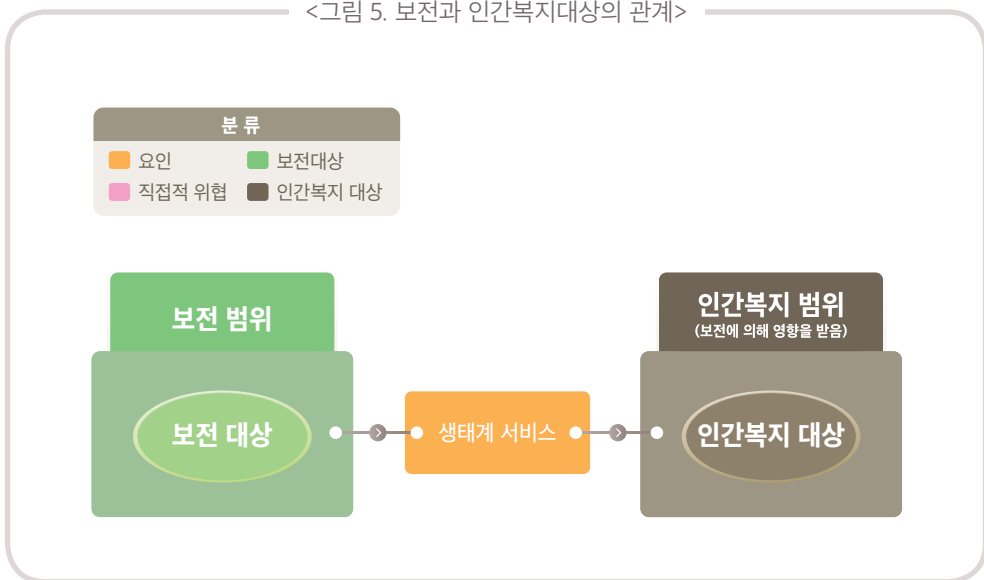 <그림 5. 보전과 인간복지대상의 관계>
분 류
요인
보전대상
직접적 위협
인간복지 대상
보전 범위
인간복지 범위
(보전에 의해 영향을 받음)
보전 대상
생태계 서비스
인간복지 대상